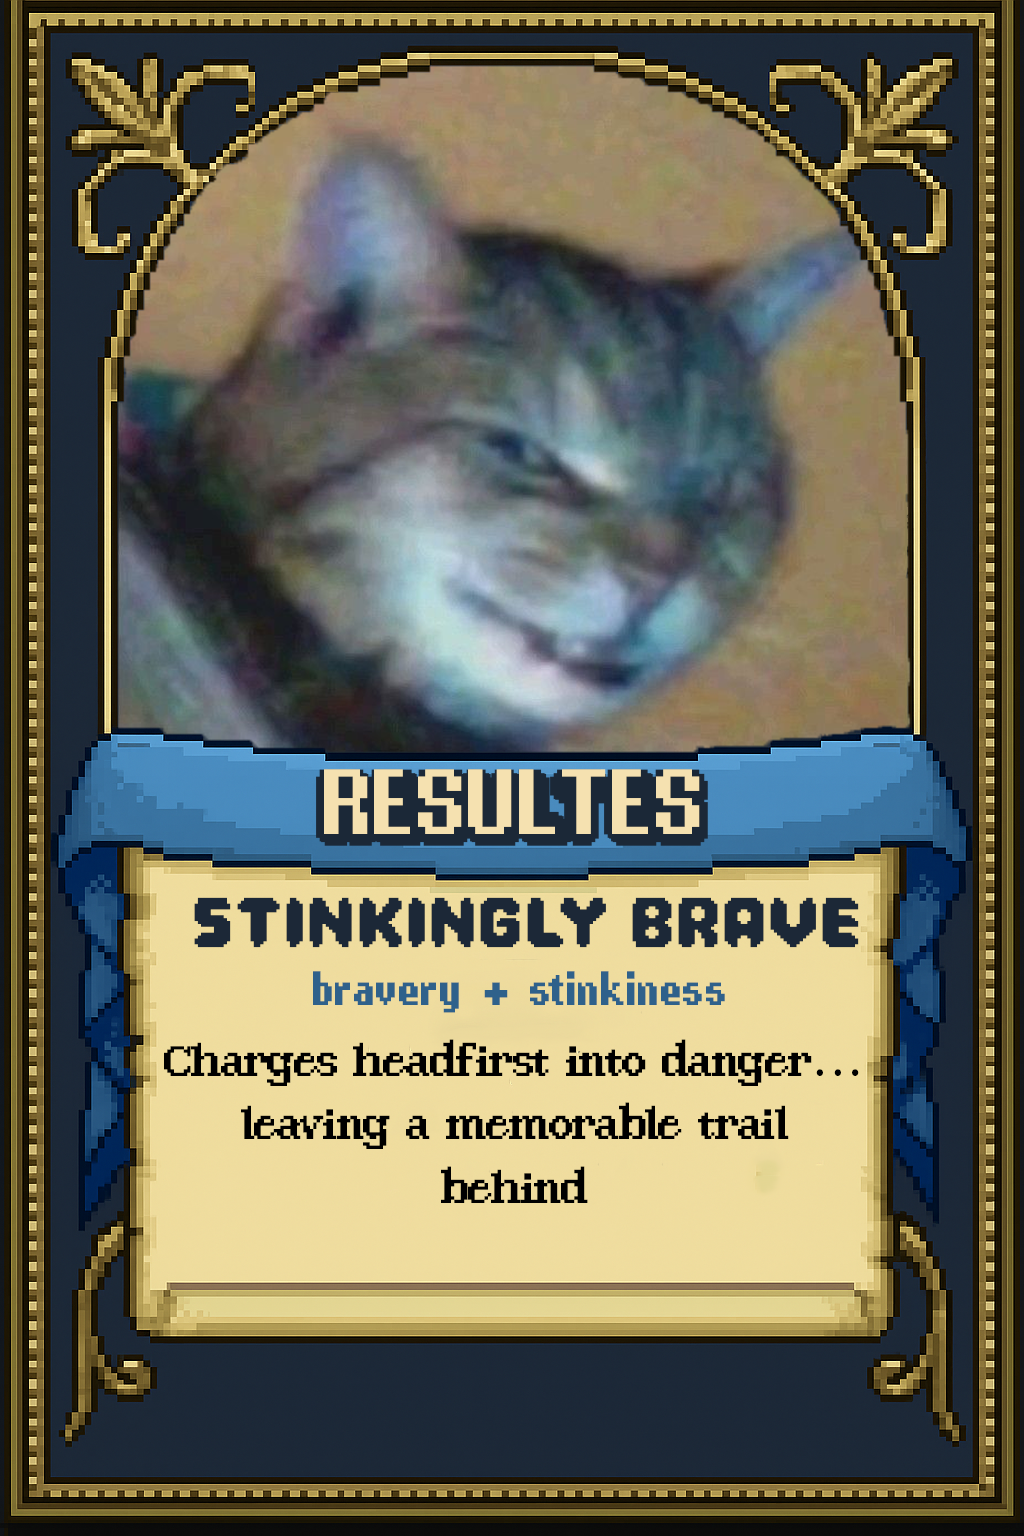 RESULTES
STINKINGLY BRAVE
bravery + stinkiness
Charges headfirst into danger...
leaving a memorable trail
behind